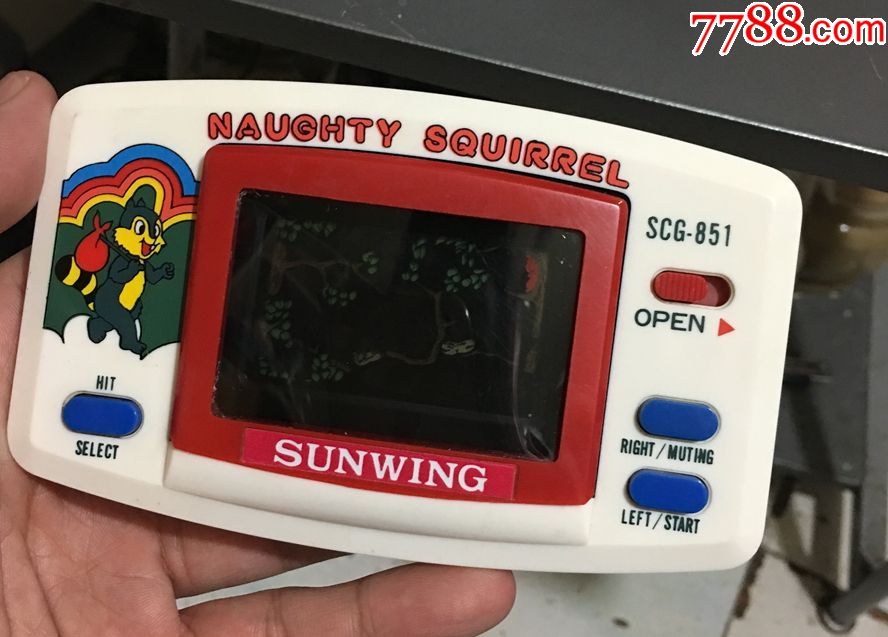 7788.com
NAUGHTY SQUIRREL
SCG-851
OPEN ▶
HIT
SELECT
RIGHT/MUTING
LEFT/START
SUNWING